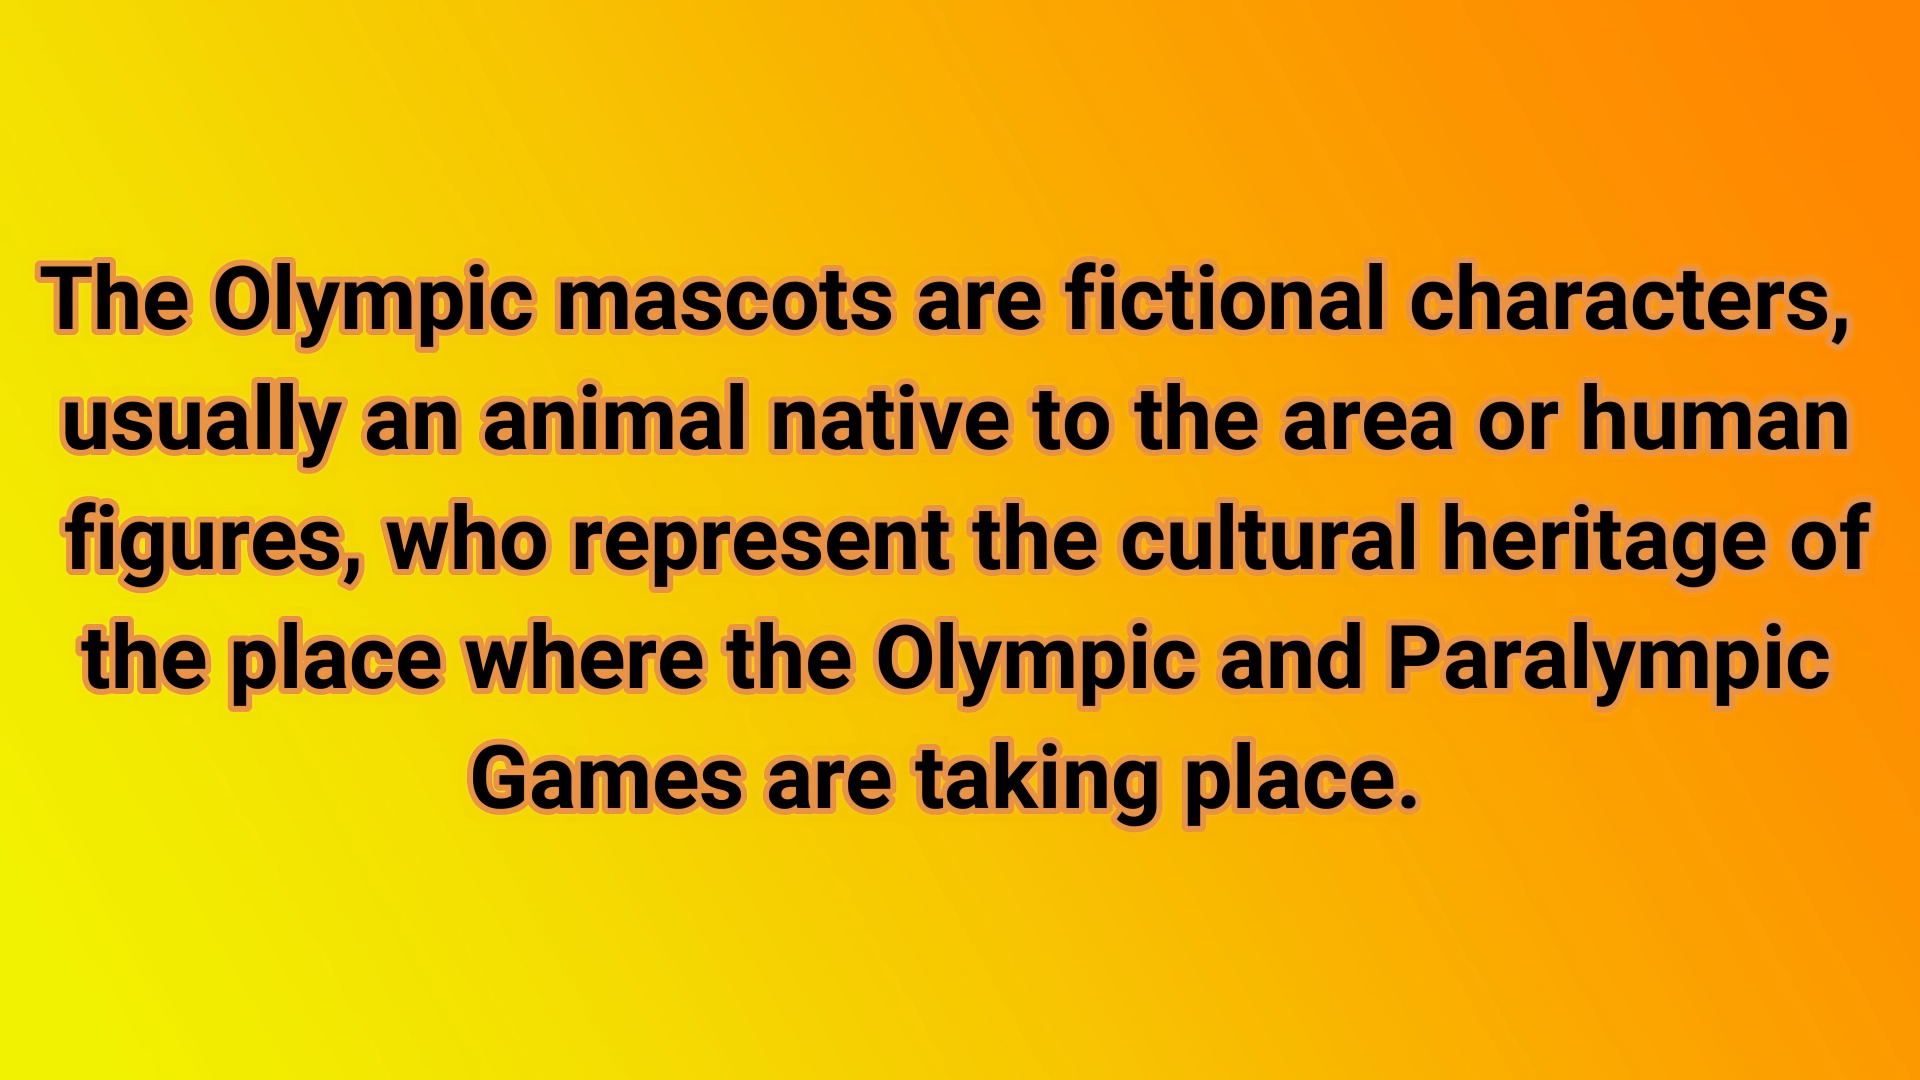 The Olympic mascots are fictional characters,
usually an animal native to the area or human
figures, who represent the cultural heritage of
the place where the Olympic and Paralympic
Games are taking place.